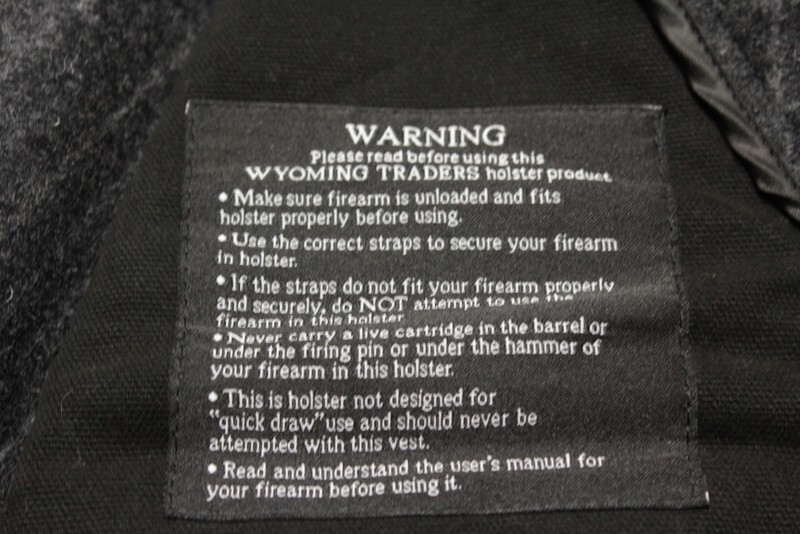 WARNING
Please read before using this
WYOMING TRADERS holster product.
• Make sure firearm is unloaded and fits
holster properly before using.
• Use the correct straps to secure your firearm
in holster.
• If the straps do not fit your firearm properly
and securely, do NOT attempt to use the
firearm in this holster
• Never carry a live cartridge in the barrel or
under the firing pin or under the hammer of
your firearm in this holster.
• This is holster not designed for
"quick draw" use and should never be
attempted with this vest.
• Read and understand the user's manual for
your firearm before using it.